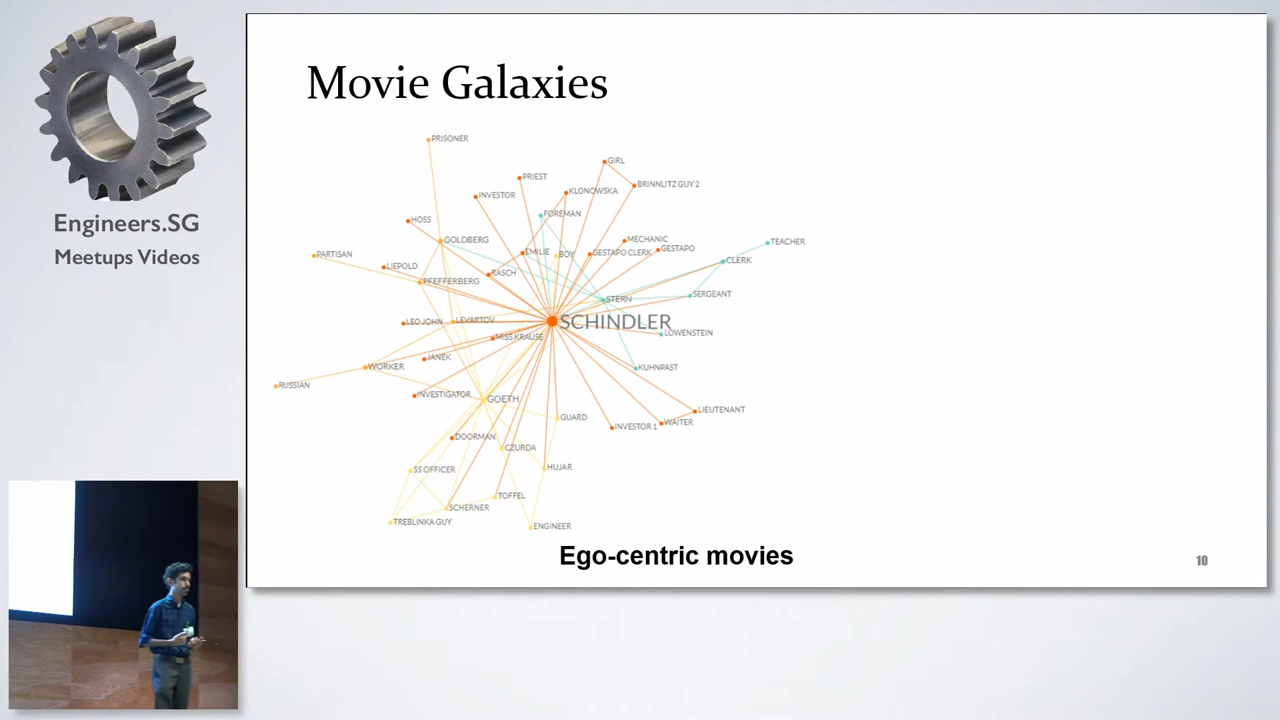 Engineers.SG
Meetups Videos
Movie Galaxies
PRISONER
GIRL
PRIEST
BRINNLITZ GUY 2
INVESTOR
KLONOWSKA
FOREMAN
HOSS
GOLDBERG
MECHANIC
TEACHER
PARTISAN
EMILIE
BOY
GESTAPO CLERK
GESTAPO
CLERK
LIEPOLD
RASCH
PFEFFERBERG
SERGEANT
STERN
LEO JOHN
LEVARTOV
SCHINDLER
MISS KRAUSE
LOWENSTEIN
JANEK
WORKER
KUHNPAST
RUSSIAN
INVESTIGATOR
GOETH
GUARD
LIEUTENANT
INVESTOR 1
WAITER
DOORMAN
CZURDA
SS OFFICER
HUJAR
TOFFEL
SCHERNER
TREBLINKA GUY
ENGINEER
Ego-centric movies
10